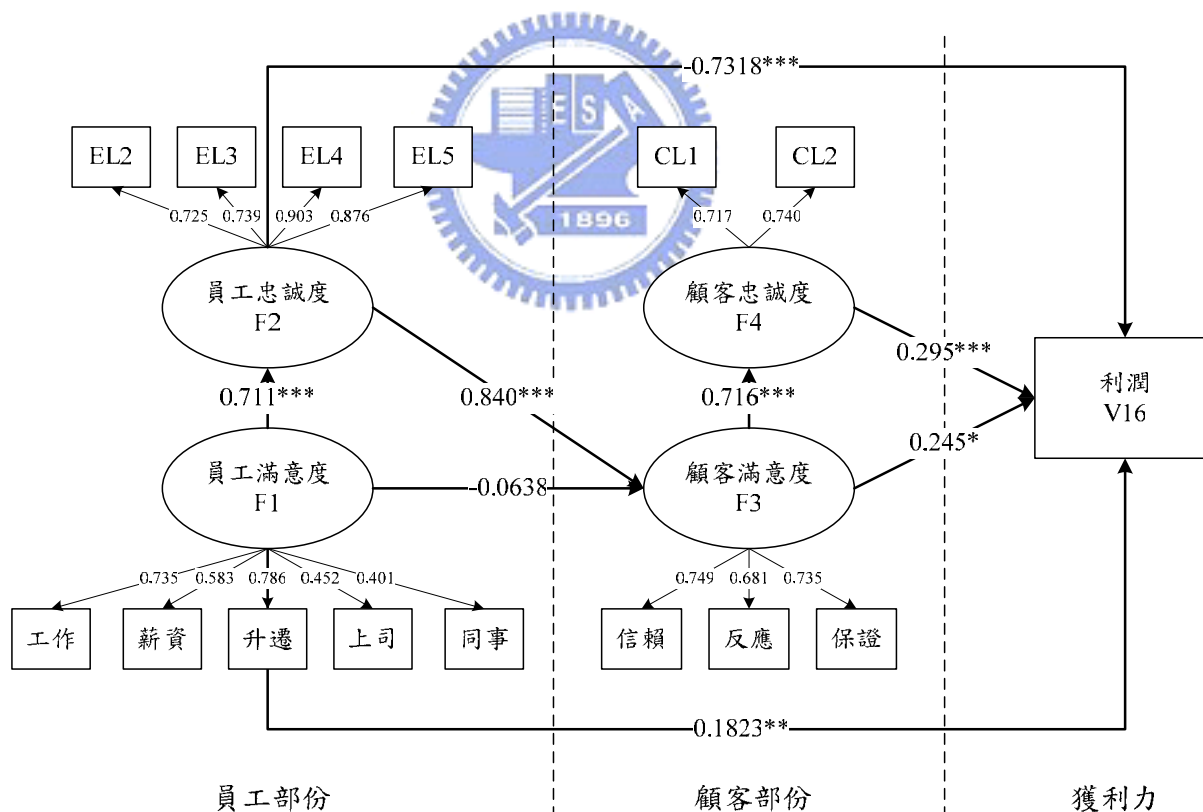 -0.7318***
E S A
1896
EL2 EL3 EL4 EL5 CL1 CL2
0.725 0.739 0.903 0.876 0.717 0.740
員工忠誠度
F2
顧客忠誠度
F4
0.295***
利潤
V16
0.711*** 0.840*** 0.716***
0.245*
員工滿意度
F1
-0.0638
顧客滿意度
F3
0.735 0.583 0.786 0.452 0.401 0.749 0.681 0.735
工作 薪資 升遷 上司 同事 信賴 反應 保證
0.1823**
員工部份 顧客部份 獲利力